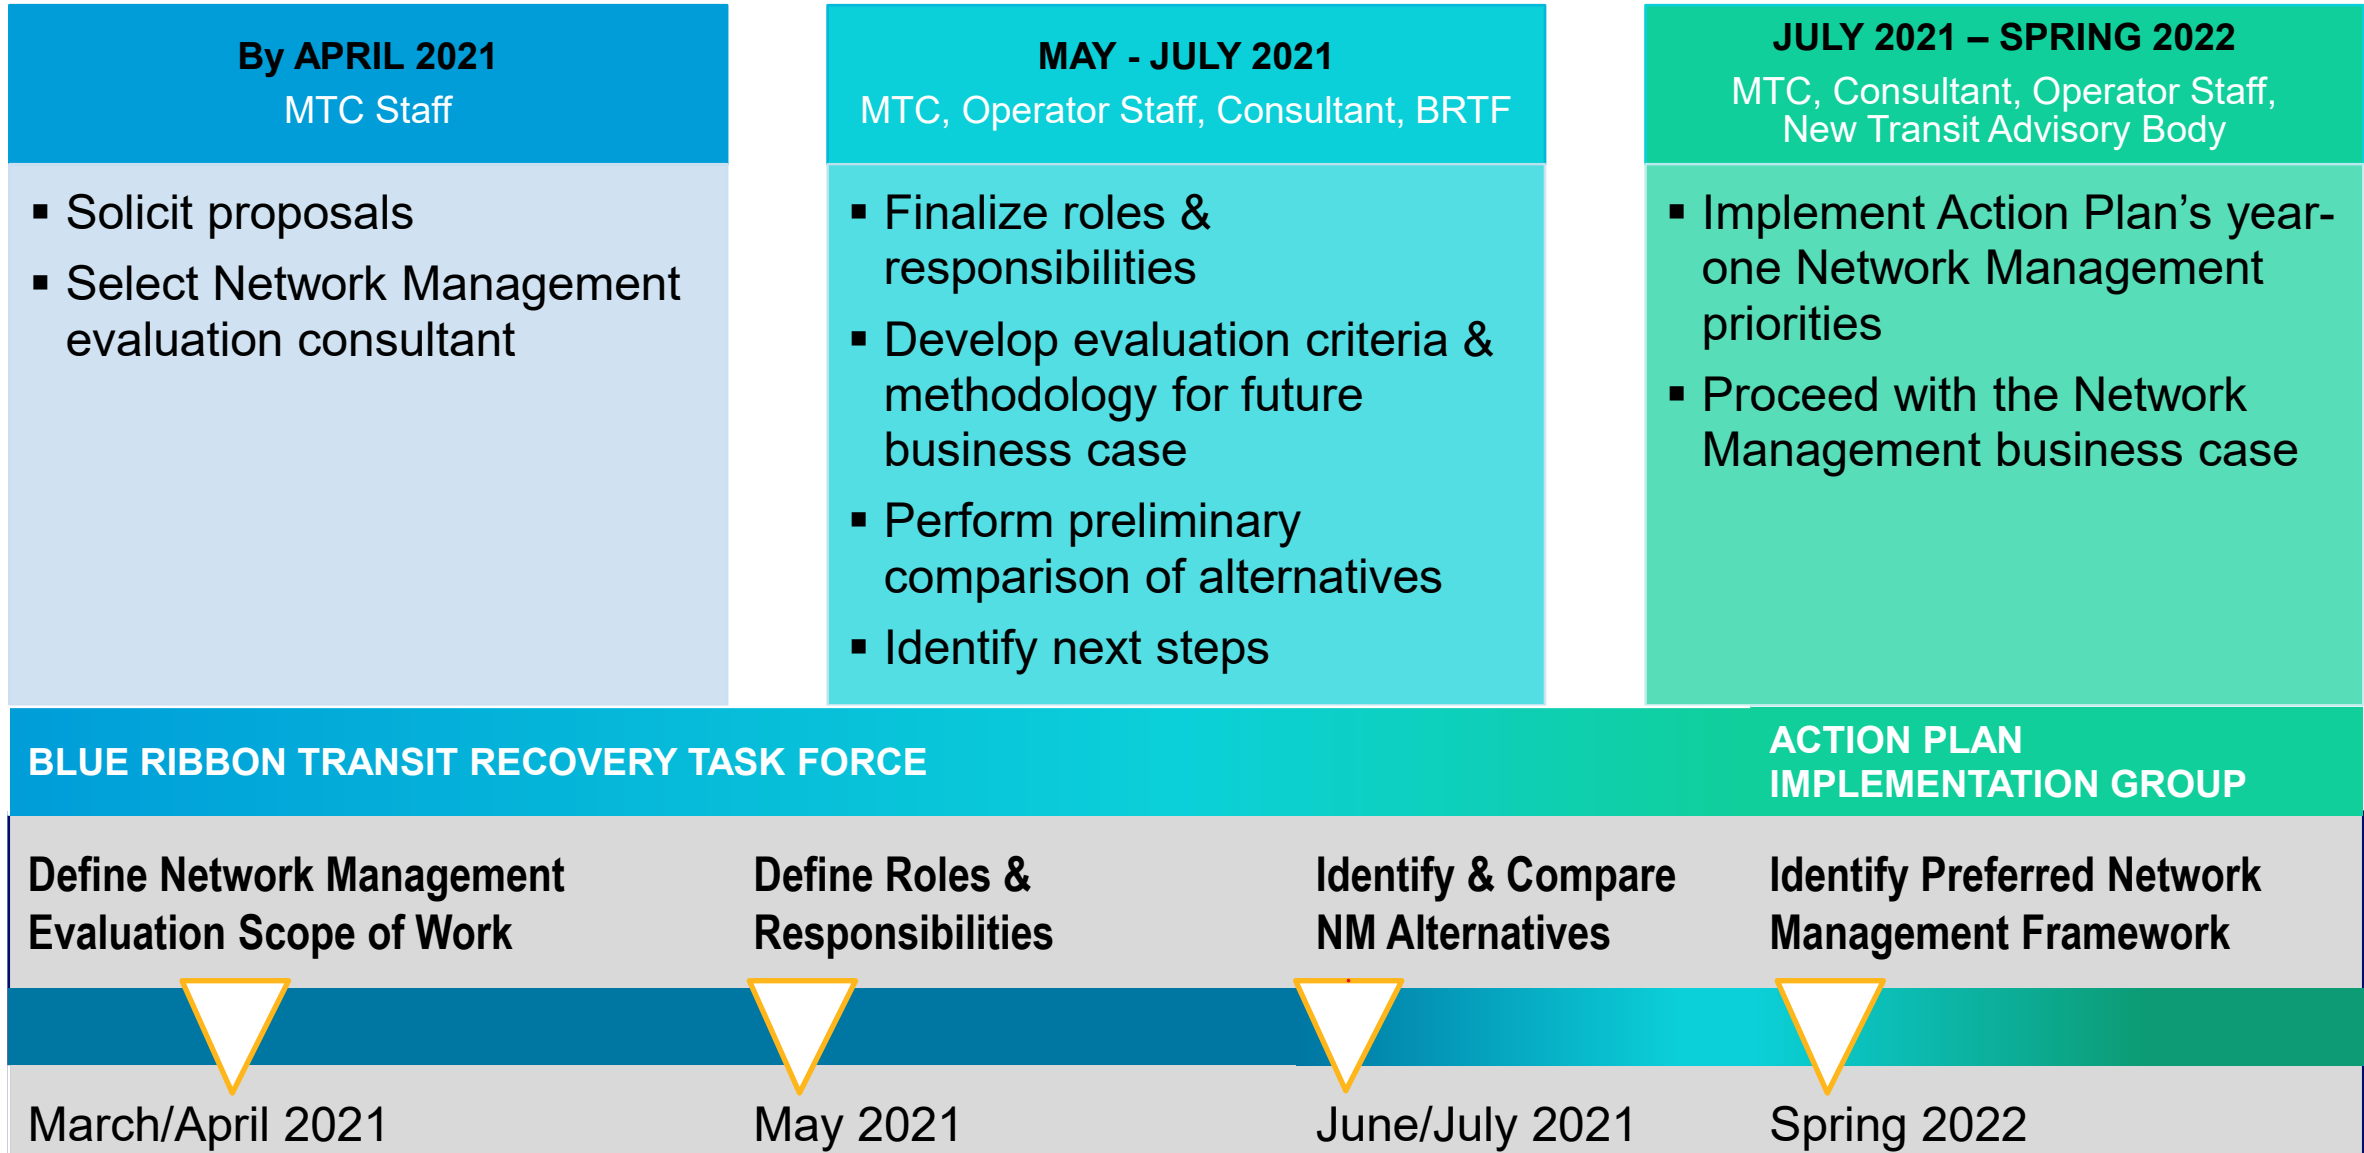 By APRIL 2021
MTC Staff
▪ Solicit proposals
▪ Select Network Management
evaluation consultant
MAY - JULY 2021
MTC, Operator Staff, Consultant, BRTF
▪ Finalize roles &
responsibilities
▪ Develop evaluation criteria &
methodology for future
business case
▪ Perform preliminary
comparison of alternatives
▪ Identify next steps
JULY 2021 – SPRING 2022
MTC, Consultant, Operator Staff,
New Transit Advisory Body
▪ Implement Action Plan’s year-
one Network Management
priorities
▪ Proceed with the Network
Management business case
BLUE RIBBON TRANSIT RECOVERY TASK FORCE
ACTION PLAN
IMPLEMENTATION GROUP
Define Network Management
Evaluation Scope of Work
Define Roles &
Responsibilities
Identify & Compare
NM Alternatives
Identify Preferred Network
Management Framework
March/April 2021
May 2021
June/July 2021
Spring 2022